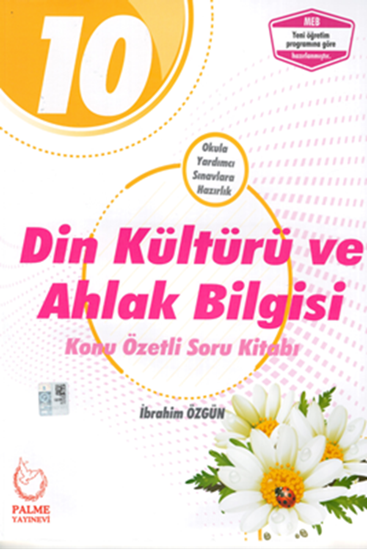 10
MEB
Yeni öğretim
programına göre
hazırlanmıştır.
Okula
Yardımcı
Sınavlara
Hazırlık
Din Kültürü ve
Ahlak Bilgisi
Konu Özetli Soru Kitabı
İbrahim ÖZGÜN
PALME
YAYINEVİ